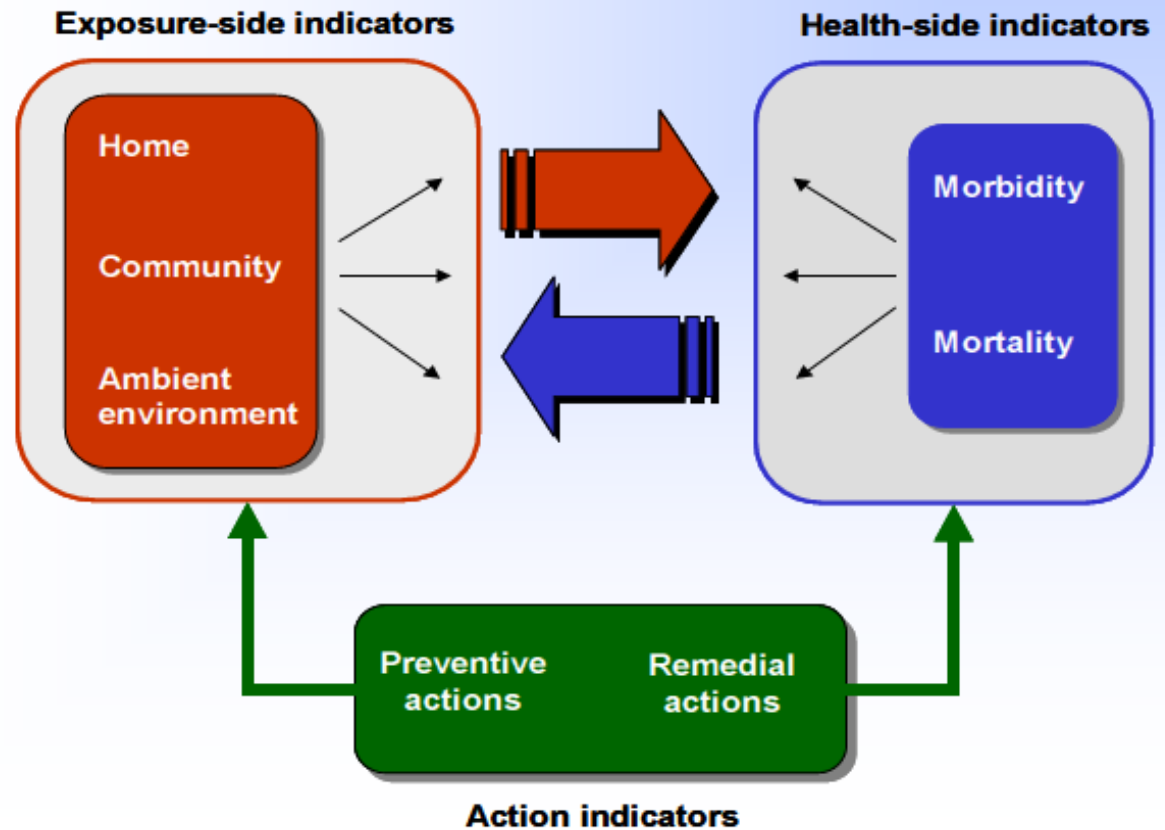 Exposure-side indicators
Health-side indicators
Home
Community
Ambient
environment
Morbidity
Mortality
Preventive
actions
Remedial
actions
Action indicators